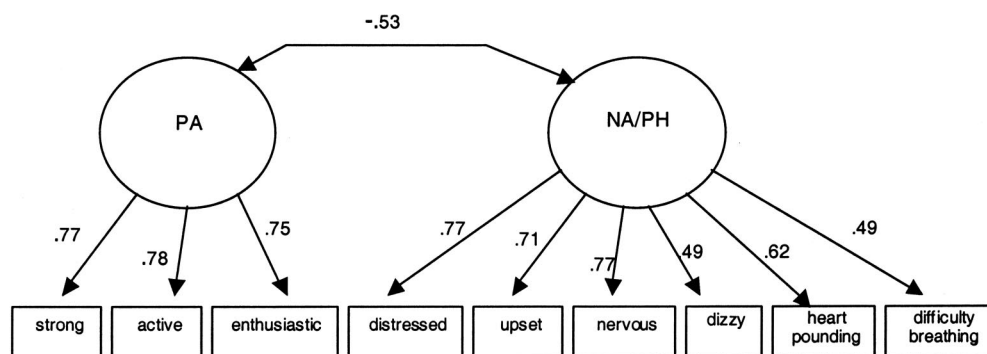 -.53
PA
NA/PH
.77
.78
.75
.77
.71
.77
.49
.62
.49
strong
active
enthusiastic
distressed
upset
nervous
dizzy
heart
pounding
difficulty
breathing